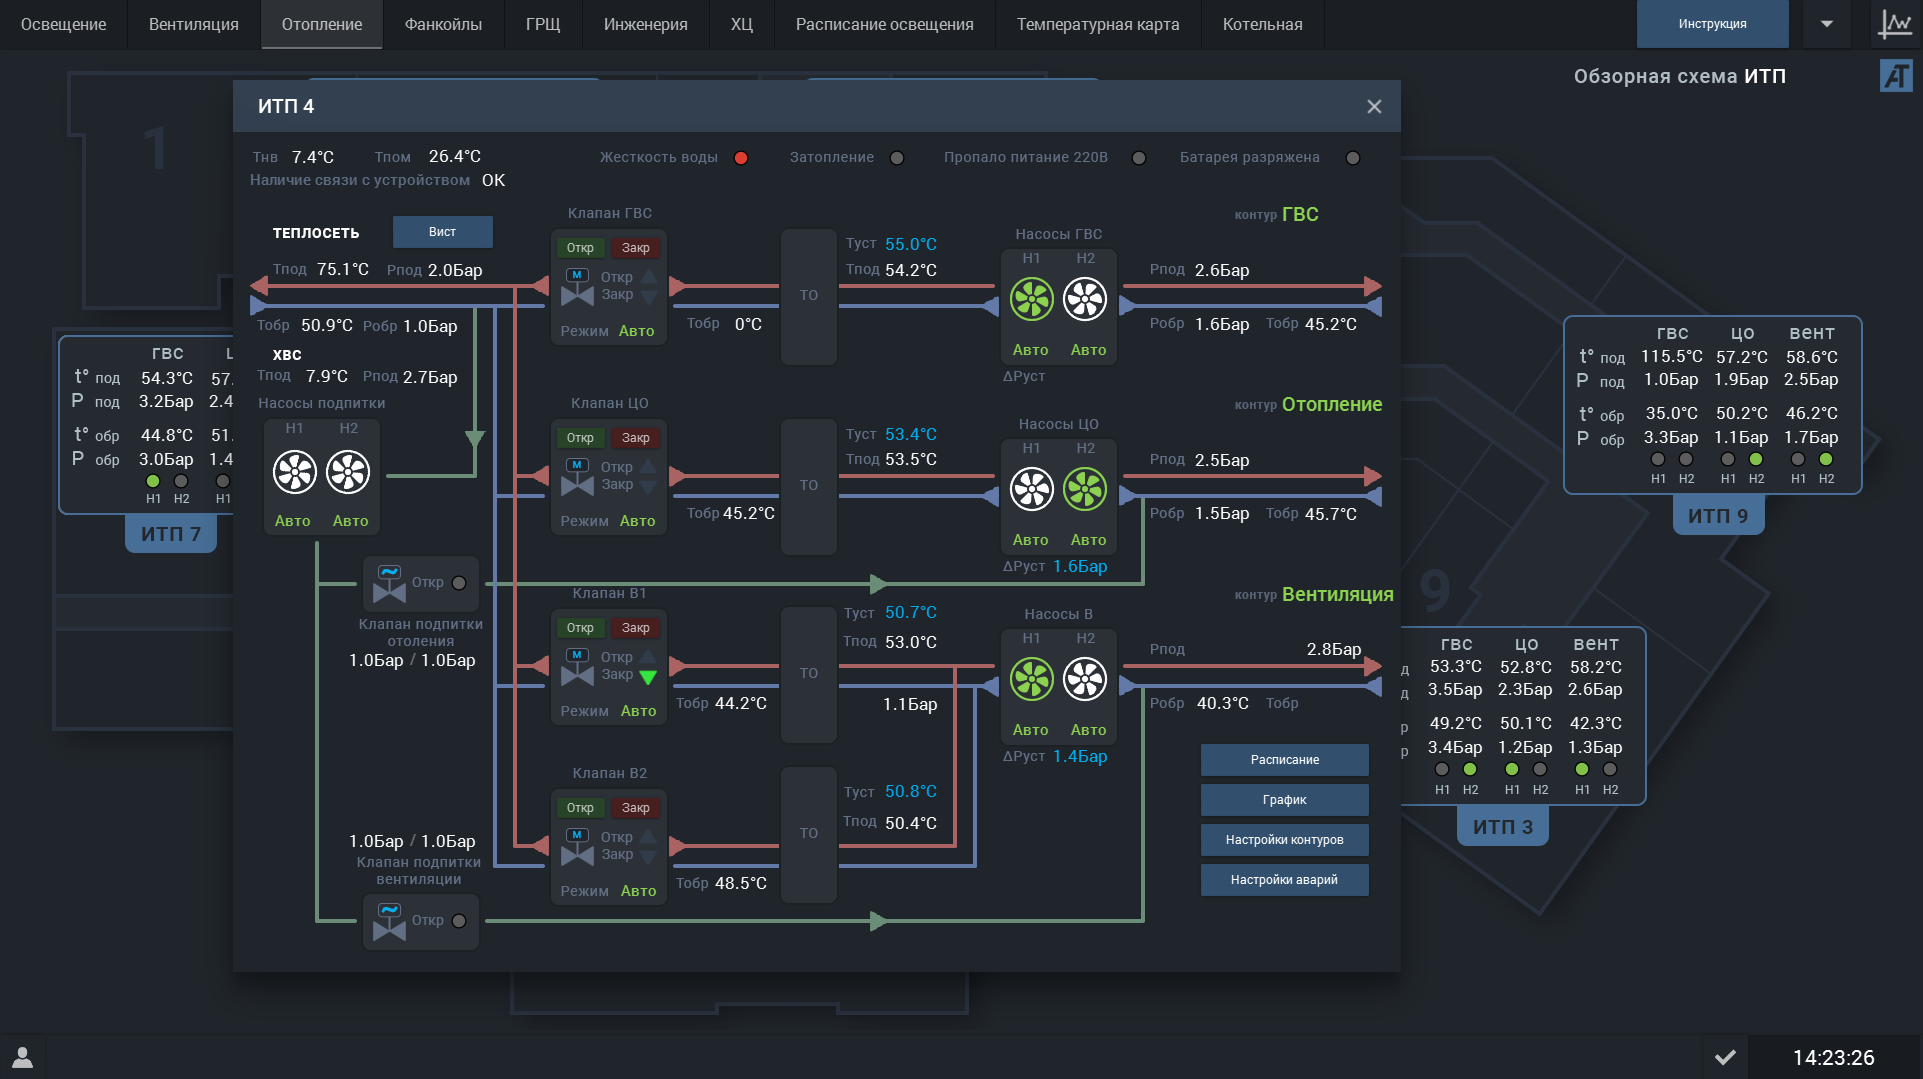 Освещение
Вентиляция
Отопление
Фанкойлы
ГРЩ
Инженерия
ХЦ
Расписание освещения
Температурная карта
Котельная
Инструкция
Обзорная схема ИТП
АТ
1
ИТП 4
Тнв 7.4°C Тпом 26.4°C
Жесткость воды
Затопление
Пропало питание 220В
Батарея разряжена
Наличие связи с устройством ОК
ТЕПЛОСЕТЬ
Вист
Тпод 75.1°C Рпод 2.0Бар
Тобр 50.9°C Робр 1.0Бар
ХВС
Тпод 7.9°C Рпод 2.7Бар
Насосы подпитки
Н1 Н2
Авто Авто
Клапан ГВС
Откр Закр
М
Откр
Закр
Режим Авто
Тобр 0°C
ТО
Туст 55.0°C
Тпод 54.2°C
Насосы ГВС
Н1 Н2
Авто Авто
ΔРуст
контур ГВС
Рпод 2.6Бар
Робр 1.6Бар Тобр 45.2°C
Клапан ЦО
Откр Закр
М
Откр
Закр
Режим Авто
Тобр 45.2°C
ТО
Туст 53.4°C
Тпод 53.5°C
Насосы ЦО
Н1 Н2
Авто Авто
ΔРуст 1.6Бар
контур Отопление
Рпод 2.5Бар
Робр 1.5Бар Тобр 45.7°C
Откр
Клапан подпитки
отоления
1.0Бар / 1.0Бар
Клапан В1
Откр Закр
М
Откр
Закр
Режим Авто
Тобр 44.2°C
ТО
Туст 50.7°C
Тпод 53.0°C
1.1Бар
Насосы В
Н1 Н2
Авто Авто
ΔРуст 1.4Бар
контур Вентиляция
Рпод 2.8Бар
Робр 40.3°C Тобр
Клапан В2
Откр Закр
М
Откр
Закр
Режим Авто
Тобр 48.5°C
ТО
Туст 50.8°C
Тпод 50.4°C
1.0Бар / 1.0Бар
Клапан подпитки
вентиляции
Откр
Расписание
График
Настройки контуров
Настройки аварий
ГВС
t° под 54.3°C 57.
P под 3.2Бар 2.4
t° обр 44.8°C 51.
P обр 3.0Бар 1.4
Н1 Н2 Н1
ИТП 7
ГВС ЦО ВЕНТ
t° под 115.5°C 57.2°C 58.6°C
P под 1.0Бар 1.9Бар 2.5Бар
t° обр 35.0°C 50.2°C 46.2°C
P обр 3.3Бар 1.1Бар 1.7Бар
Н1 Н2 Н1 Н2 Н1 Н2
ИТП 9
9
ГВС ЦО ВЕНТ
д 53.3°C 52.8°C 58.2°C
д 3.5Бар 2.3Бар 2.6Бар
р 49.2°C 50.1°C 42.3°C
р 3.4Бар 1.2Бар 1.3Бар
Н1 Н2 Н1 Н2 Н1 Н2
ИТП 3
14:23:26